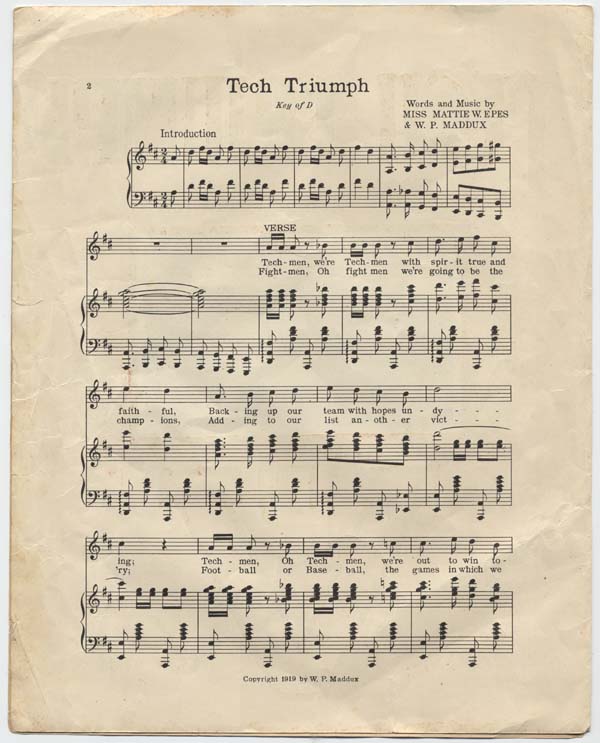 2
Tech Triumph
Key of D
Words and Music by
MISS MATTIE W. EPES
& W. P. MADDUX
Introduction
VERSE
Tech-men, we're Tech-men with spir-it true and
Fight-men, Oh fight men we're going to be the
faith - ful, Back-ing up our team with hopes un-dy - - - -
champ - ions, Add-ing to our list an-oth-er vict - - - -
ing; Tech - men, Oh Tech - men, we're out to win to-
'ry; Foot - ball or Base - ball, the games in which we
Copyright 1919 by W. P. Maddux